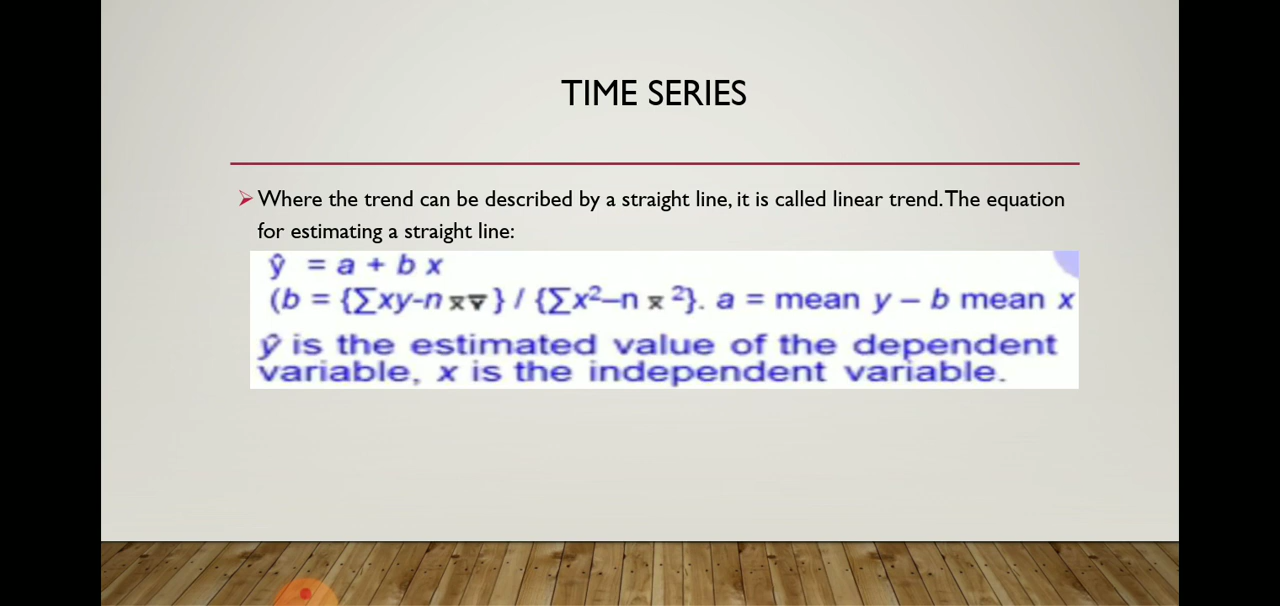 TIME SERIES
➢ Where the trend can be described by a straight line, it is called linear trend. The equation
for estimating a straight line:
ŷ = a + b x
(b = {∑xy-n x̅y̅} / {∑x²–n x̅ ²}. a = mean y – b mean x
ŷ is the estimated value of the dependent
variable, x is the independent variable.